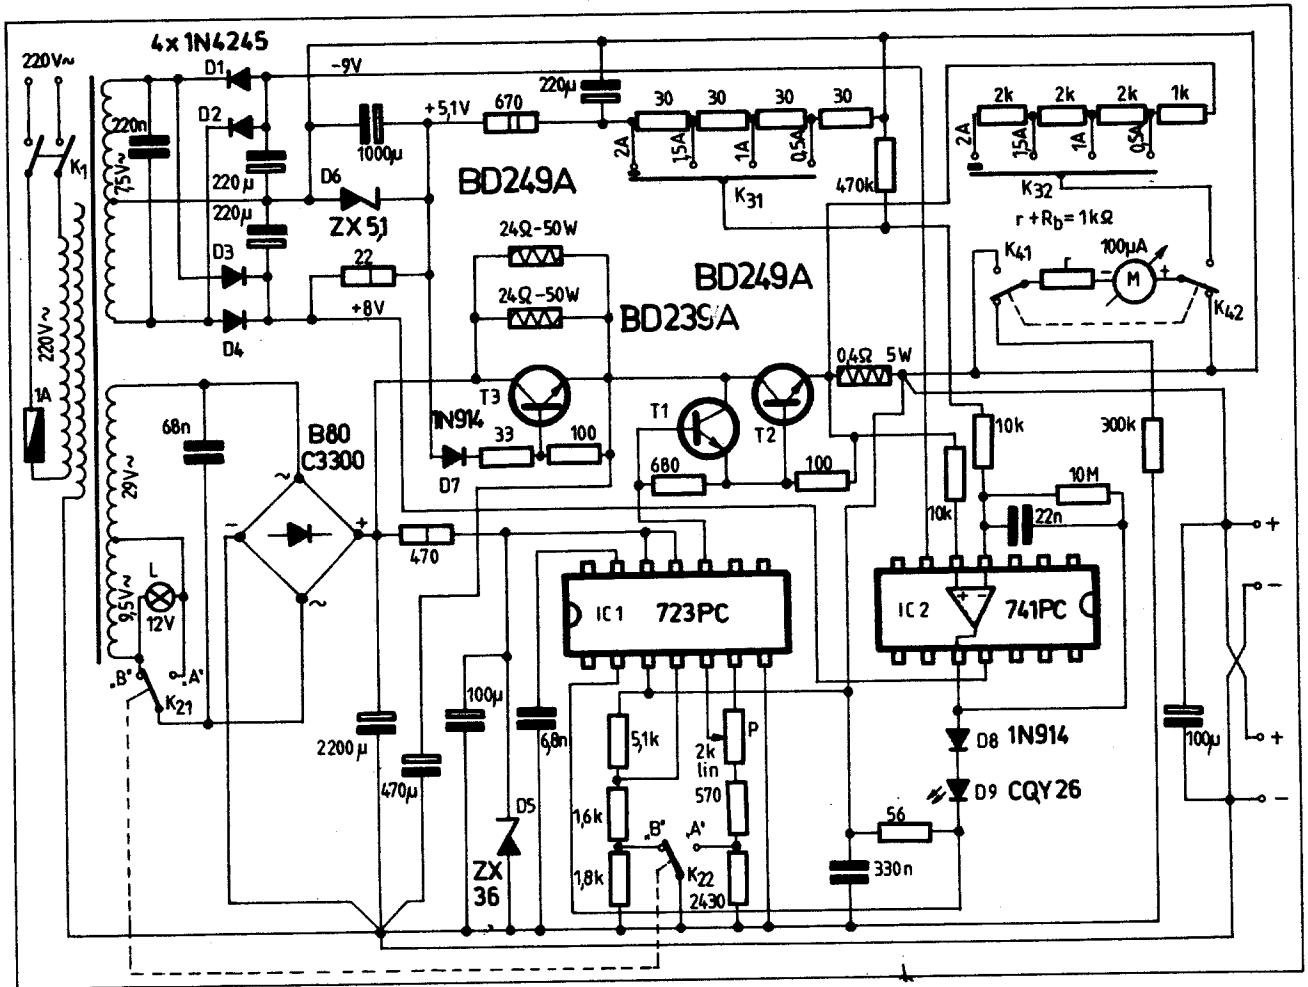 4x1N4245
220V~
D1
-9V
D2
220n
K1
7,5V~
220µ
220µ
1000µ
+5,1V
670
220µ
30
30
30
30
2A
1,5A
1A
0,5A
K31
470k
2k
2k
2k
1k
2A
1,5A
1A
0,5A
K32
r+Rb=1kΩ
D6
ZX 5,1
BD249A
22
D3
+8V
D4
24Ω-50W
24Ω-50W
BD249A
BD239A
K41
r
100µA
-
M
+
K42
220V~
1A
T3
T1
T2
0,4Ω 5W
1N914
33
100
D7
680
100
10k
10k
300k
10M
22n
68n
B80
C3300
29V~
~
-
+
~
470
9,5V~
L
12V
„B"
„A"
K21
IC1 723PC
IC2
+ -
741PC
+
-
+
-
100µ
2200µ
470µ
100µ
6,8n
D5
ZX
36
5,1k
1,6k
1,8k
P
2k
lin
570
„B"
„A"
K22
2430
D8 1N914
D9 CQY26
56
330n